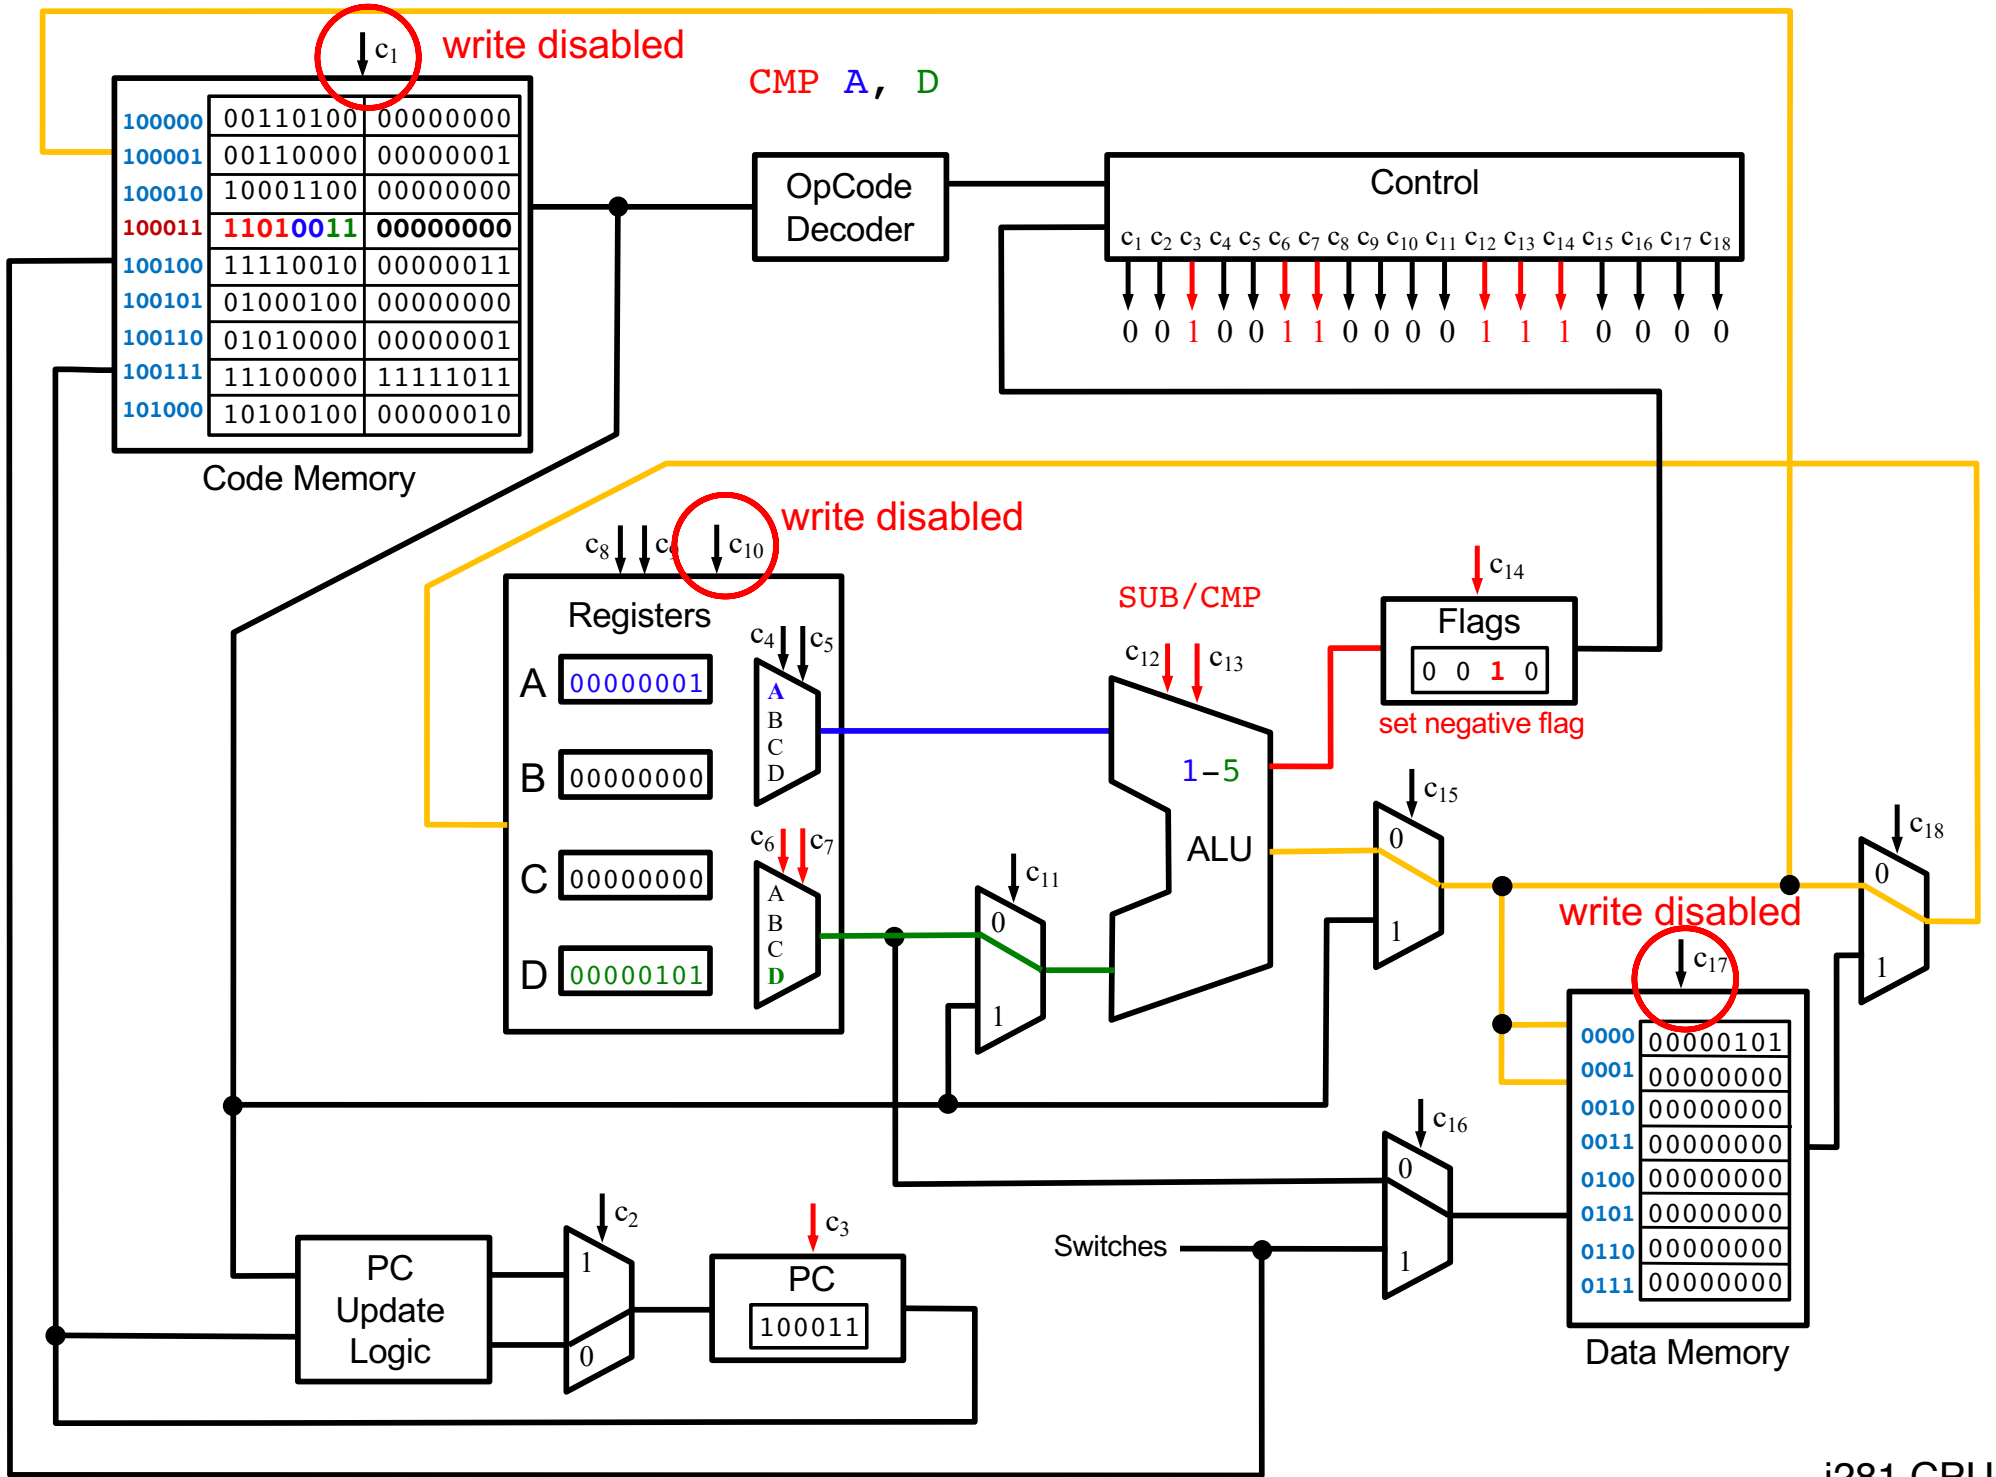 c1 write disabled
CMP A, D
100000 00110100 00000000
100001 00110000 00000001
100010 10001100 00000000
100011 11010011 00000000
100100 11110010 00000011
100101 01000100 00000000
100110 01010000 00000001
100111 11100000 11111011
101000 10100100 00000010
Code Memory
OpCode
Decoder
Control
c1 c2 c3 c4 c5 c6 c7 c8 c9 c10 c11 c12 c13 c14 c15 c16 c17 c18
0 0 1 0 0 1 1 0 0 0 0 1 1 1 0 0 0 0
write disabled
c8 c9 c10
Registers
c4 c5
A 00000001
B 00000000
C 00000000
D 00000101
A
B
C
D
c6 c7
A
B
C
D
c11
0
1
SUB/CMP
c12 c13
1–5
ALU
c14
Flags
0 0 1 0
set negative flag
c15
0
1
c18
0
1
write disabled
c17
0000 00000101
0001 00000000
0010 00000000
0011 00000000
0100 00000000
0101 00000000
0110 00000000
0111 00000000
Data Memory
c16
0
1
Switches
PC
Update
Logic
c2
1
0
c3
PC
100011
i281 CPU